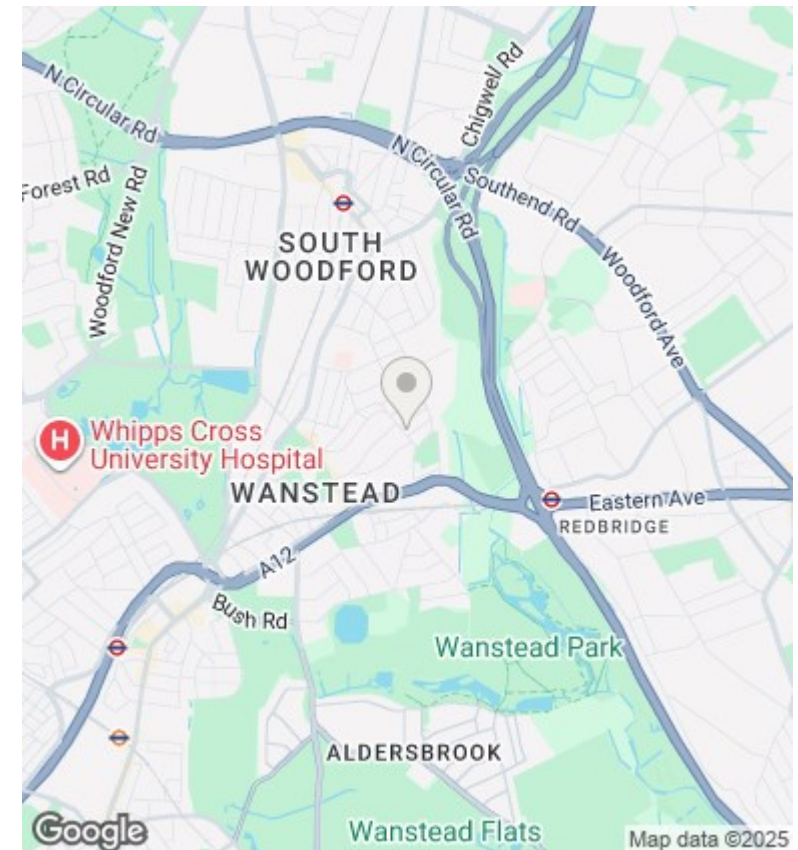 N Circular Rd
Chigwell Rd
N Circular Rd
Southend Rd
Forest Rd
Woodford New Rd
SOUTH
WOODFORD
Woodford Ave
H
Whipps Cross
University Hospital
WANSTEAD
Eastern Ave
REDBRIDGE
A12
Bush Rd
Wanstead Park
ALDERSBROOK
Wanstead Flats
Google
Map data ©2025